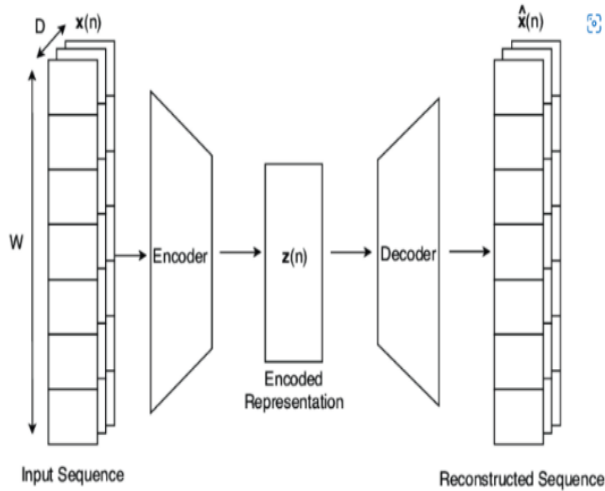 D
x(n)
x̂(n)
W
Encoder
z(n)
Decoder
Encoded
Representation
Input Sequence
Reconstructed Sequence